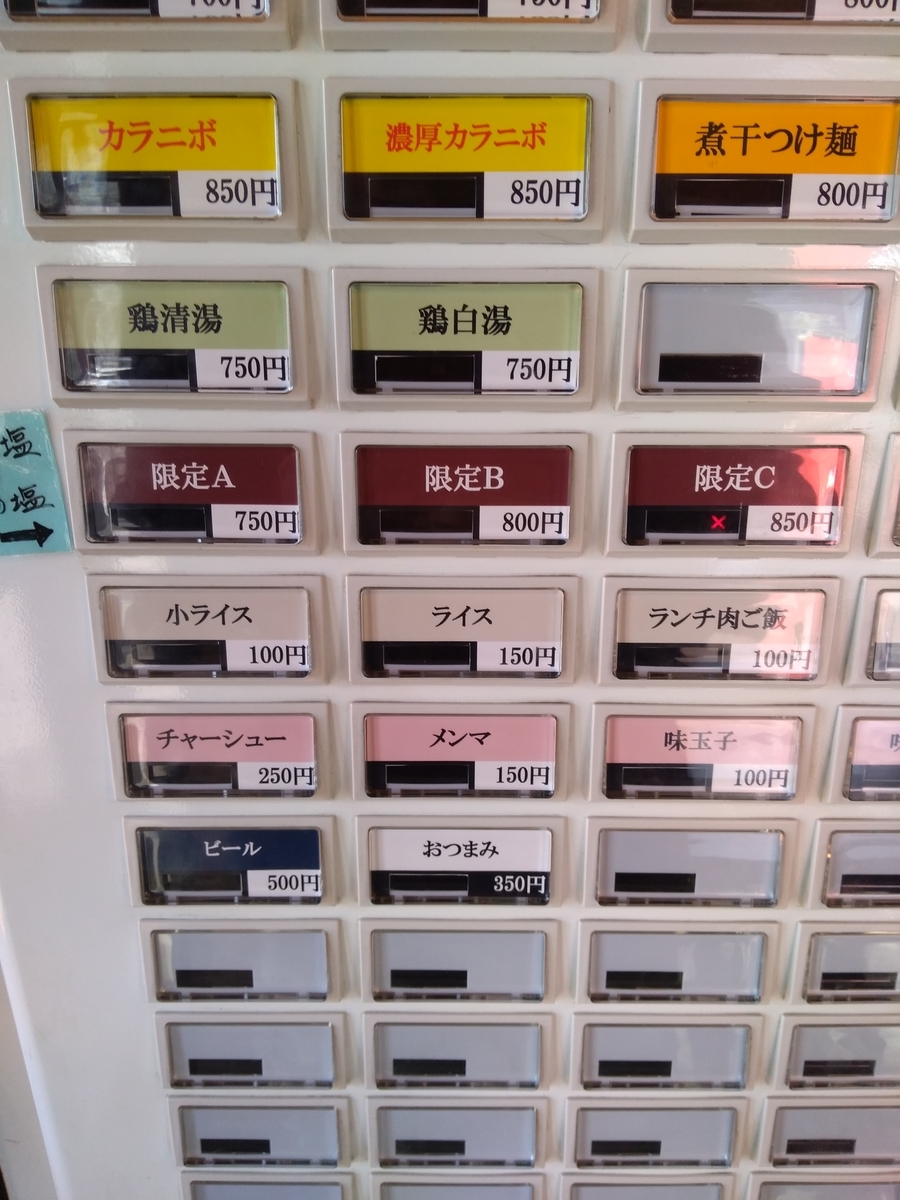 カラニボ
850円
濃厚カラニボ
850円
煮干つけ麺
800円
鶏清湯
750円
鶏白湯
750円
塩
塩
→
限定A
750円
限定B
800円
限定C
× 850円
小ライス
100円
ライス
150円
ランチ肉ご飯
100円
チャーシュー
250円
メンマ
150円
味玉子
100円
ビール
500円
おつまみ
350円